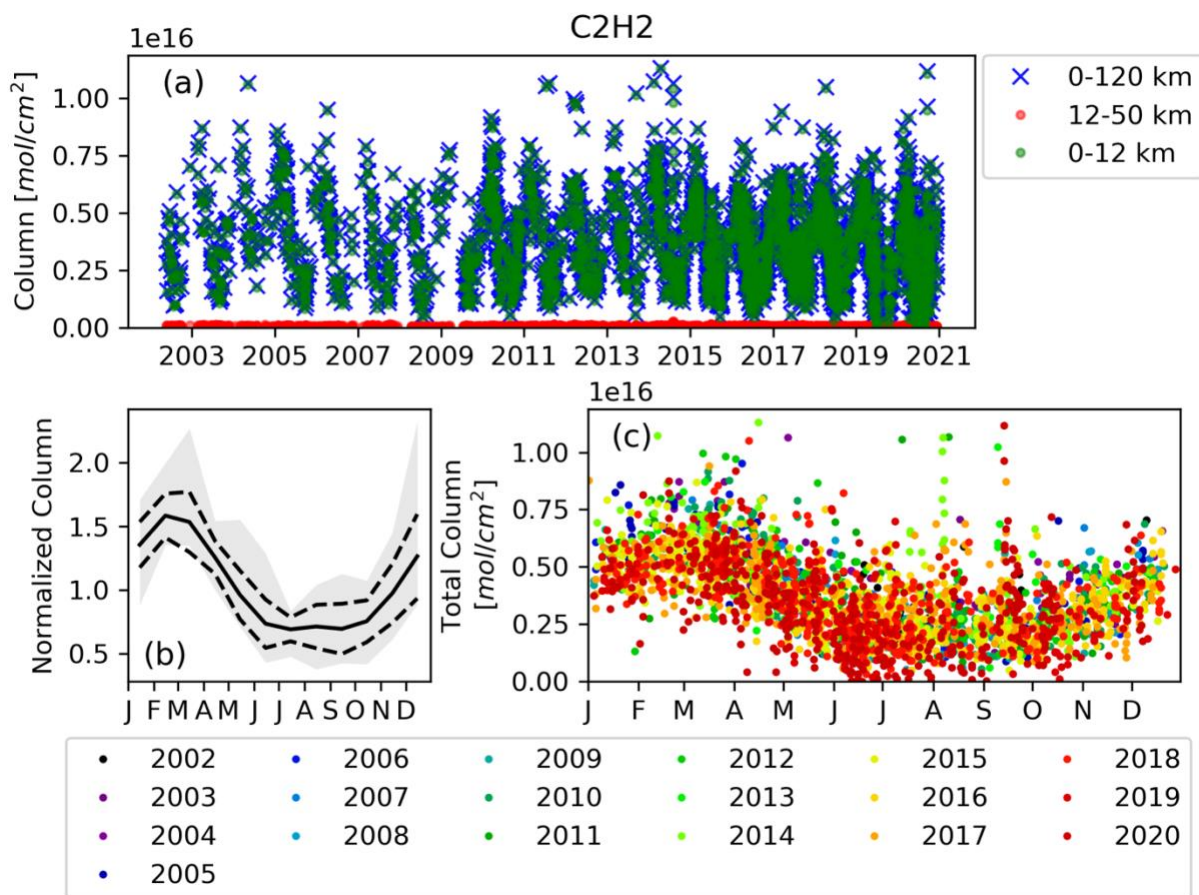 C2H2
1e16
(a)
Column [mol/cm²]
1.00
0.75
0.50
0.25
0.00
2003 2005 2007 2009 2011 2013 2015 2017 2019 2021
0-120 km
12-50 km
0-12 km
Normalized Column
2.0
1.5
1.0
0.5
(b)
J F M A M J J A S O N D
1e16
(c)
Total Column
[mol/cm²]
1.00
0.75
0.50
0.25
0.00
J F M A M J J A S O N D
2002 2006 2009 2012 2015 2018
2003 2007 2010 2013 2016 2019
2004 2008 2011 2014 2017 2020
2005